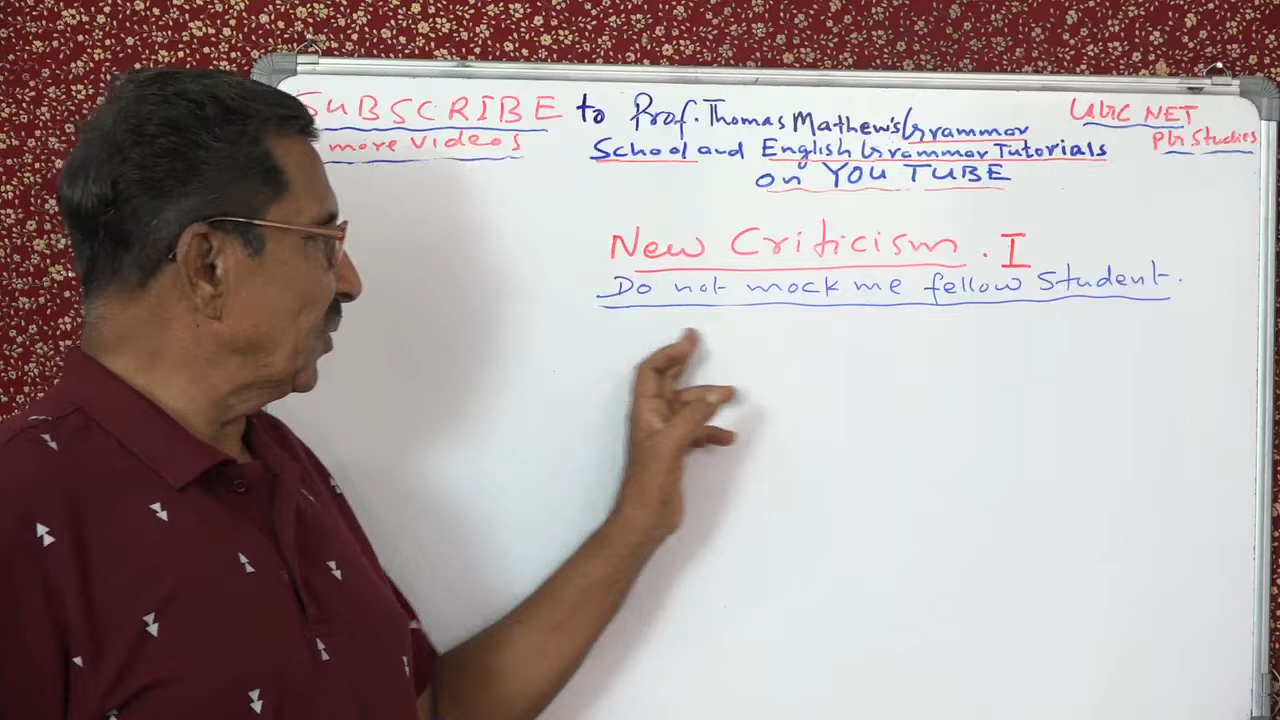 SUBSCRIBE to Prof. Thomas Mathew's Grammar
more videos
School and English Grammar Tutorials
on YOU TUBE
UGC NET
PG Studies
New Criticism. I
Do not mock me fellow student.